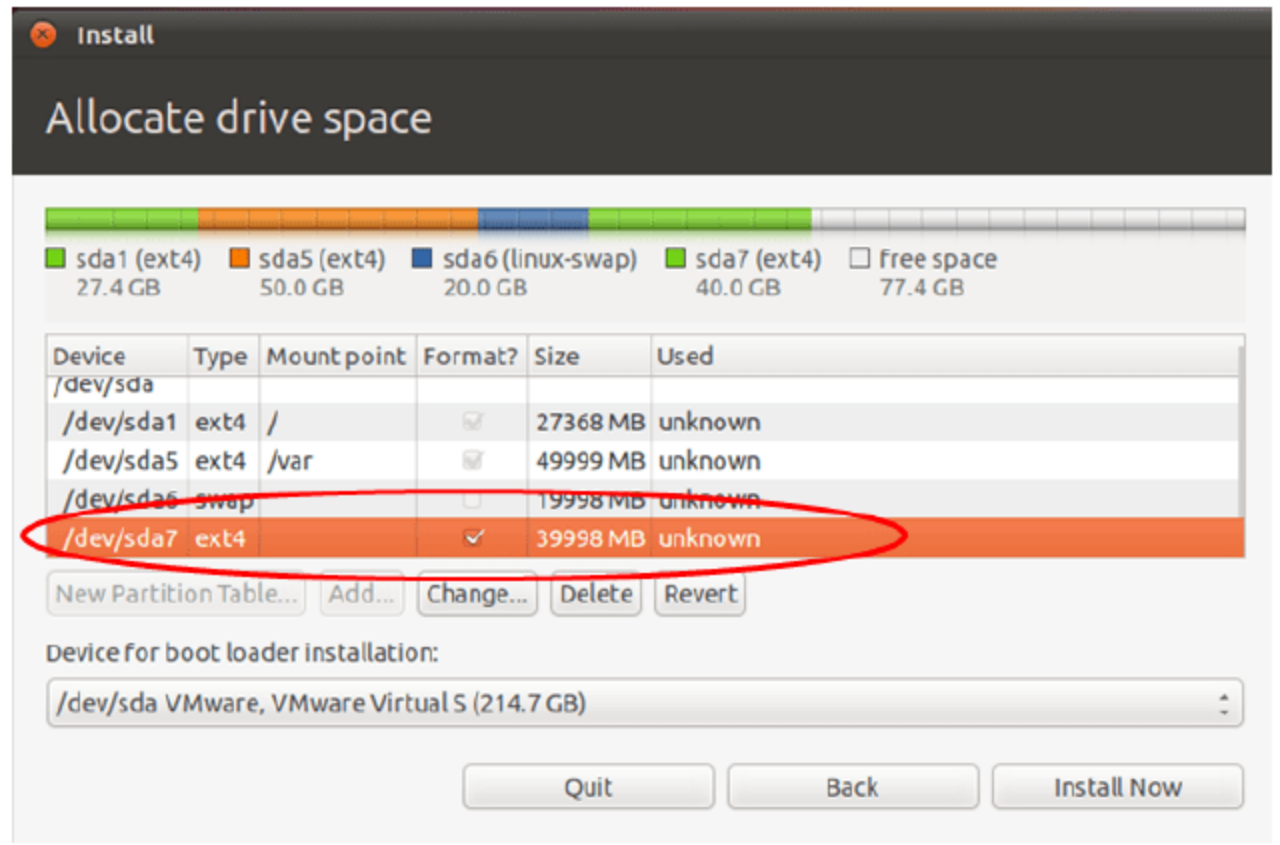 Install
Allocate drive space
sda1 (ext4) sda5 (ext4) sda6 (linux-swap) sda7 (ext4) free space
27.4 GB 50.0 GB 20.0 GB 40.0 GB 77.4 GB
Device Type Mount point Format? Size Used
/dev/sda
/dev/sda1 ext4 / 27368 MB unknown
/dev/sda5 ext4 /var 49999 MB unknown
/dev/sda6 swap 19998 MB unknown
/dev/sda7 ext4 39998 MB unknown
New Partition Table... Add... Change... Delete Revert
Device for boot loader installation:
/dev/sda VMware, VMware Virtual S (214.7 GB)
Quit Back Install Now